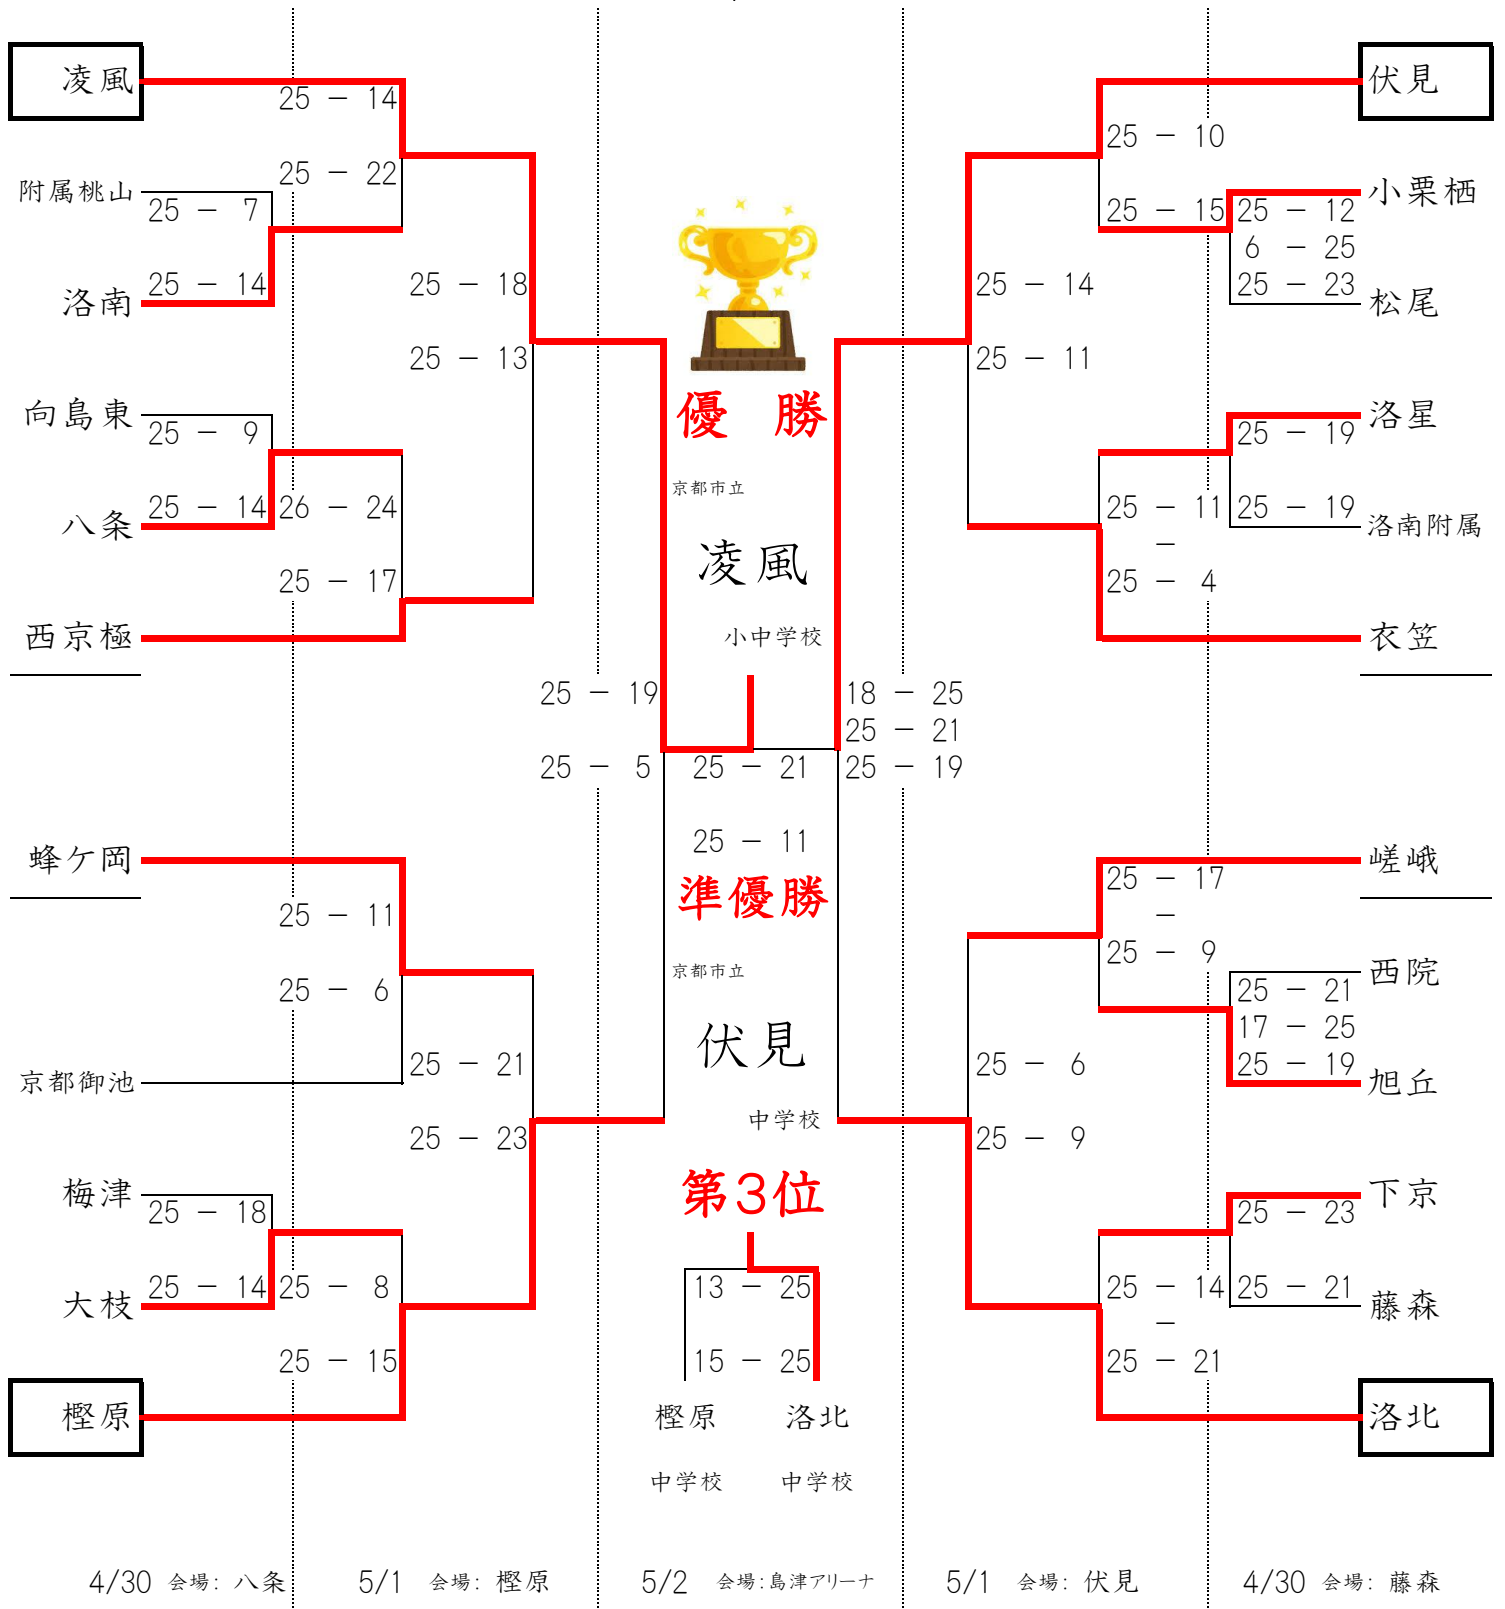 凌風
25 － 14
25 － 22
附属桃山
25 － 7
25 － 14
洛南
25 － 18
25 － 13
向島東
25 － 9
25 － 14
八条
26 － 24
25 － 17
西京極
25 － 19
25 － 5
蜂ケ岡
25 － 11
25 － 6
京都御池
25 － 21
25 － 23
梅津
25 － 18
25 － 14
大枝
25 － 8
25 － 15
樫原
優　勝
京都市立
凌風
小中学校
25 － 21
25 － 11
準優勝
京都市立
伏見
中学校
第3位
13 － 25
15 － 25
樫原
洛北
中学校
中学校
伏見
25 － 10
25 － 15
小栗栖
25 － 12
6 － 25
25 － 23
松尾
25 － 14
25 － 11
洛星
25 － 19
25 － 19
洛南附属
25 － 11
－
25 － 4
衣笠
18 － 25
25 － 21
25 － 19
嵯峨
25 － 17
－
25 － 9
西院
25 － 21
17 － 25
25 － 19
旭丘
25 － 6
25 － 9
下京
25 － 23
25 － 21
藤森
25 － 14
－
25 － 21
洛北
4/30 会場: 八条
5/1 会場: 樫原
5/2 会場:島津アリーナ
5/1 会場: 伏見
4/30 会場: 藤森